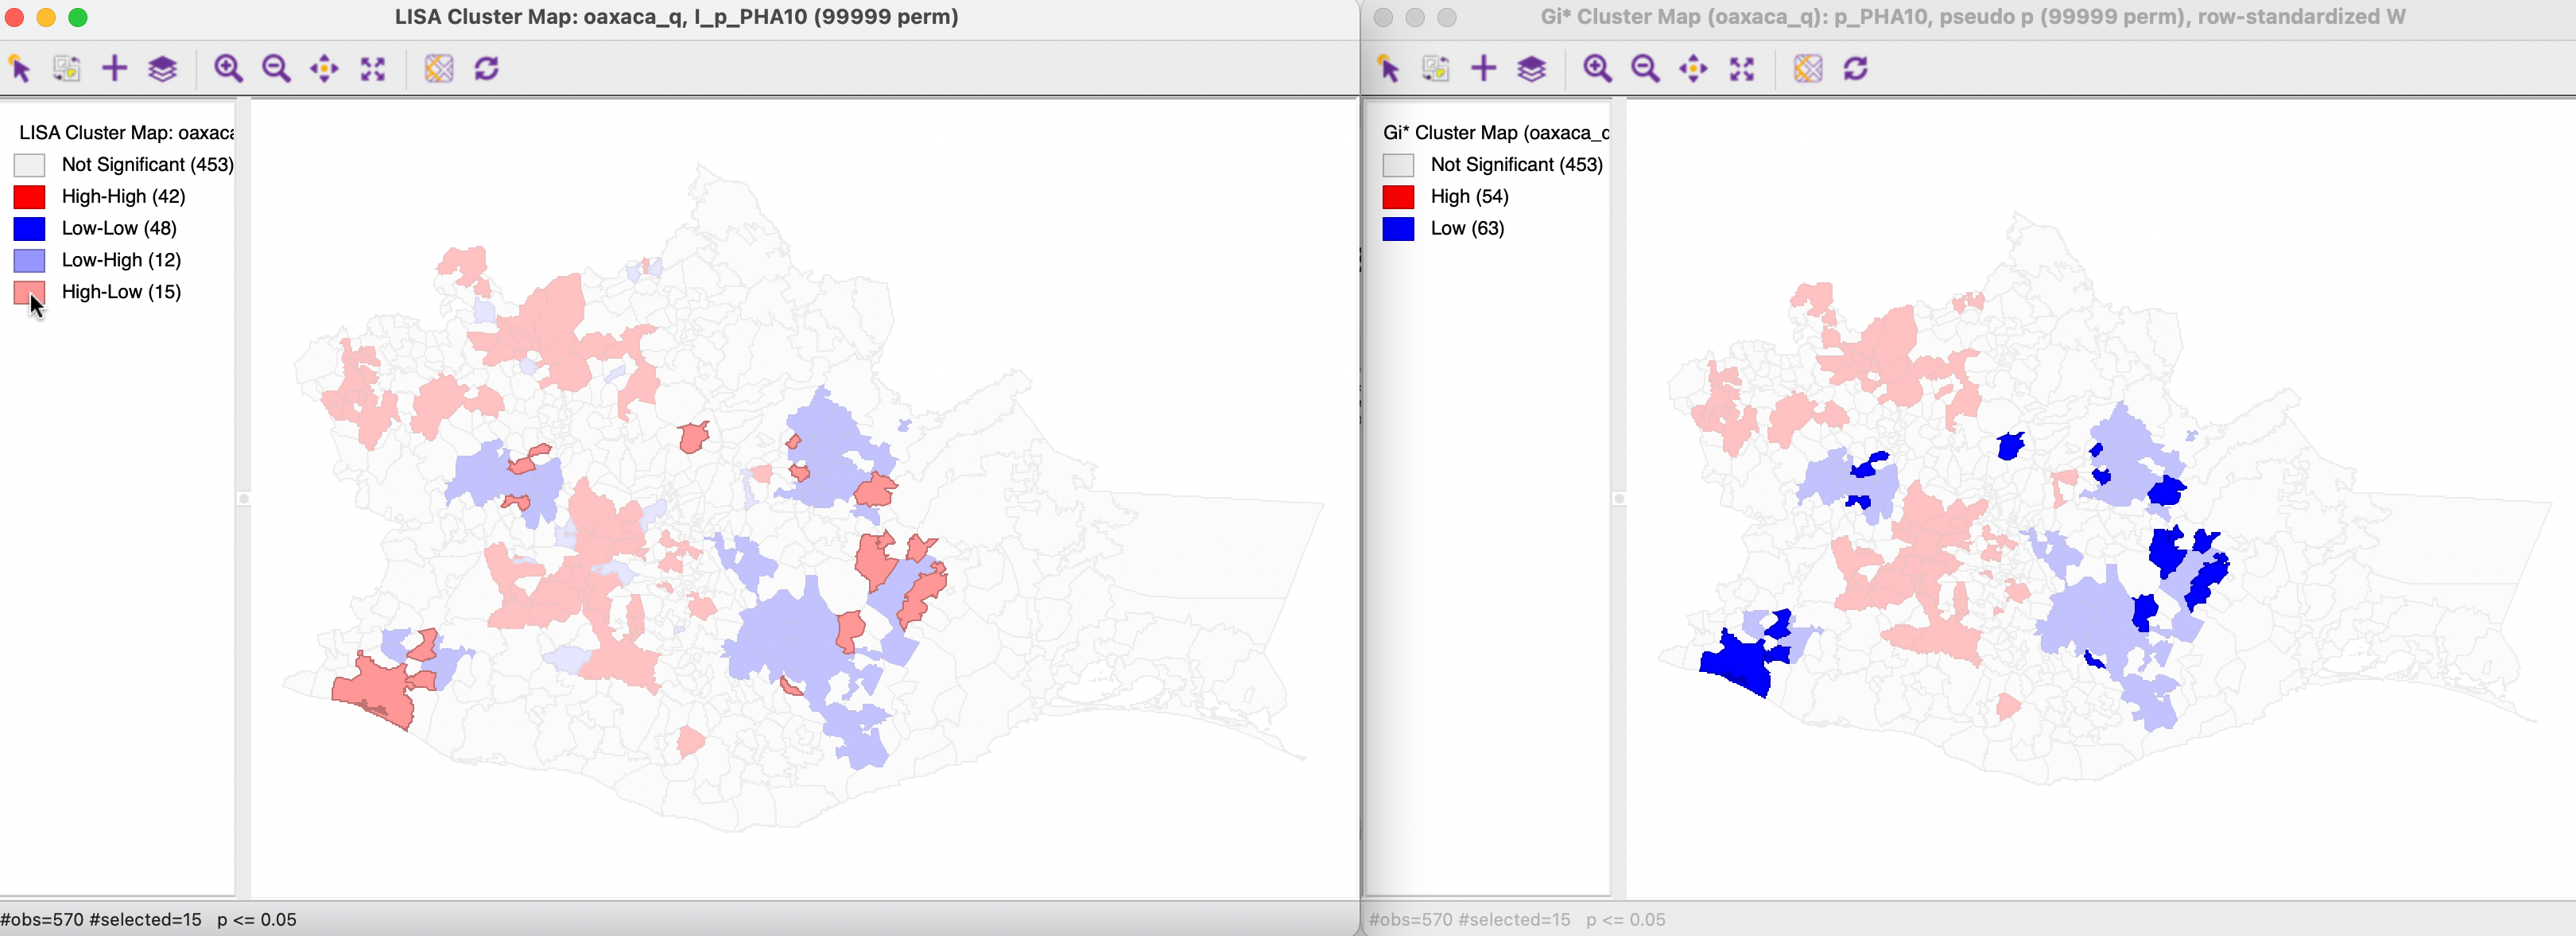 LISA Cluster Map: oaxaca_q, I_p_PHA10 (99999 perm)
LISA Cluster Map: oaxaca
Not Significant (453)
High-High (42)
Low-Low (48)
Low-High (12)
High-Low (15)
#obs=570 #selected=15 p <= 0.05
Gi* Cluster Map (oaxaca_q): p_PHA10, pseudo p (99999 perm), row-standardized W
Gi* Cluster Map (oaxaca_q
Not Significant (453)
High (54)
Low (63)
#obs=570 #selected=15 p <= 0.05